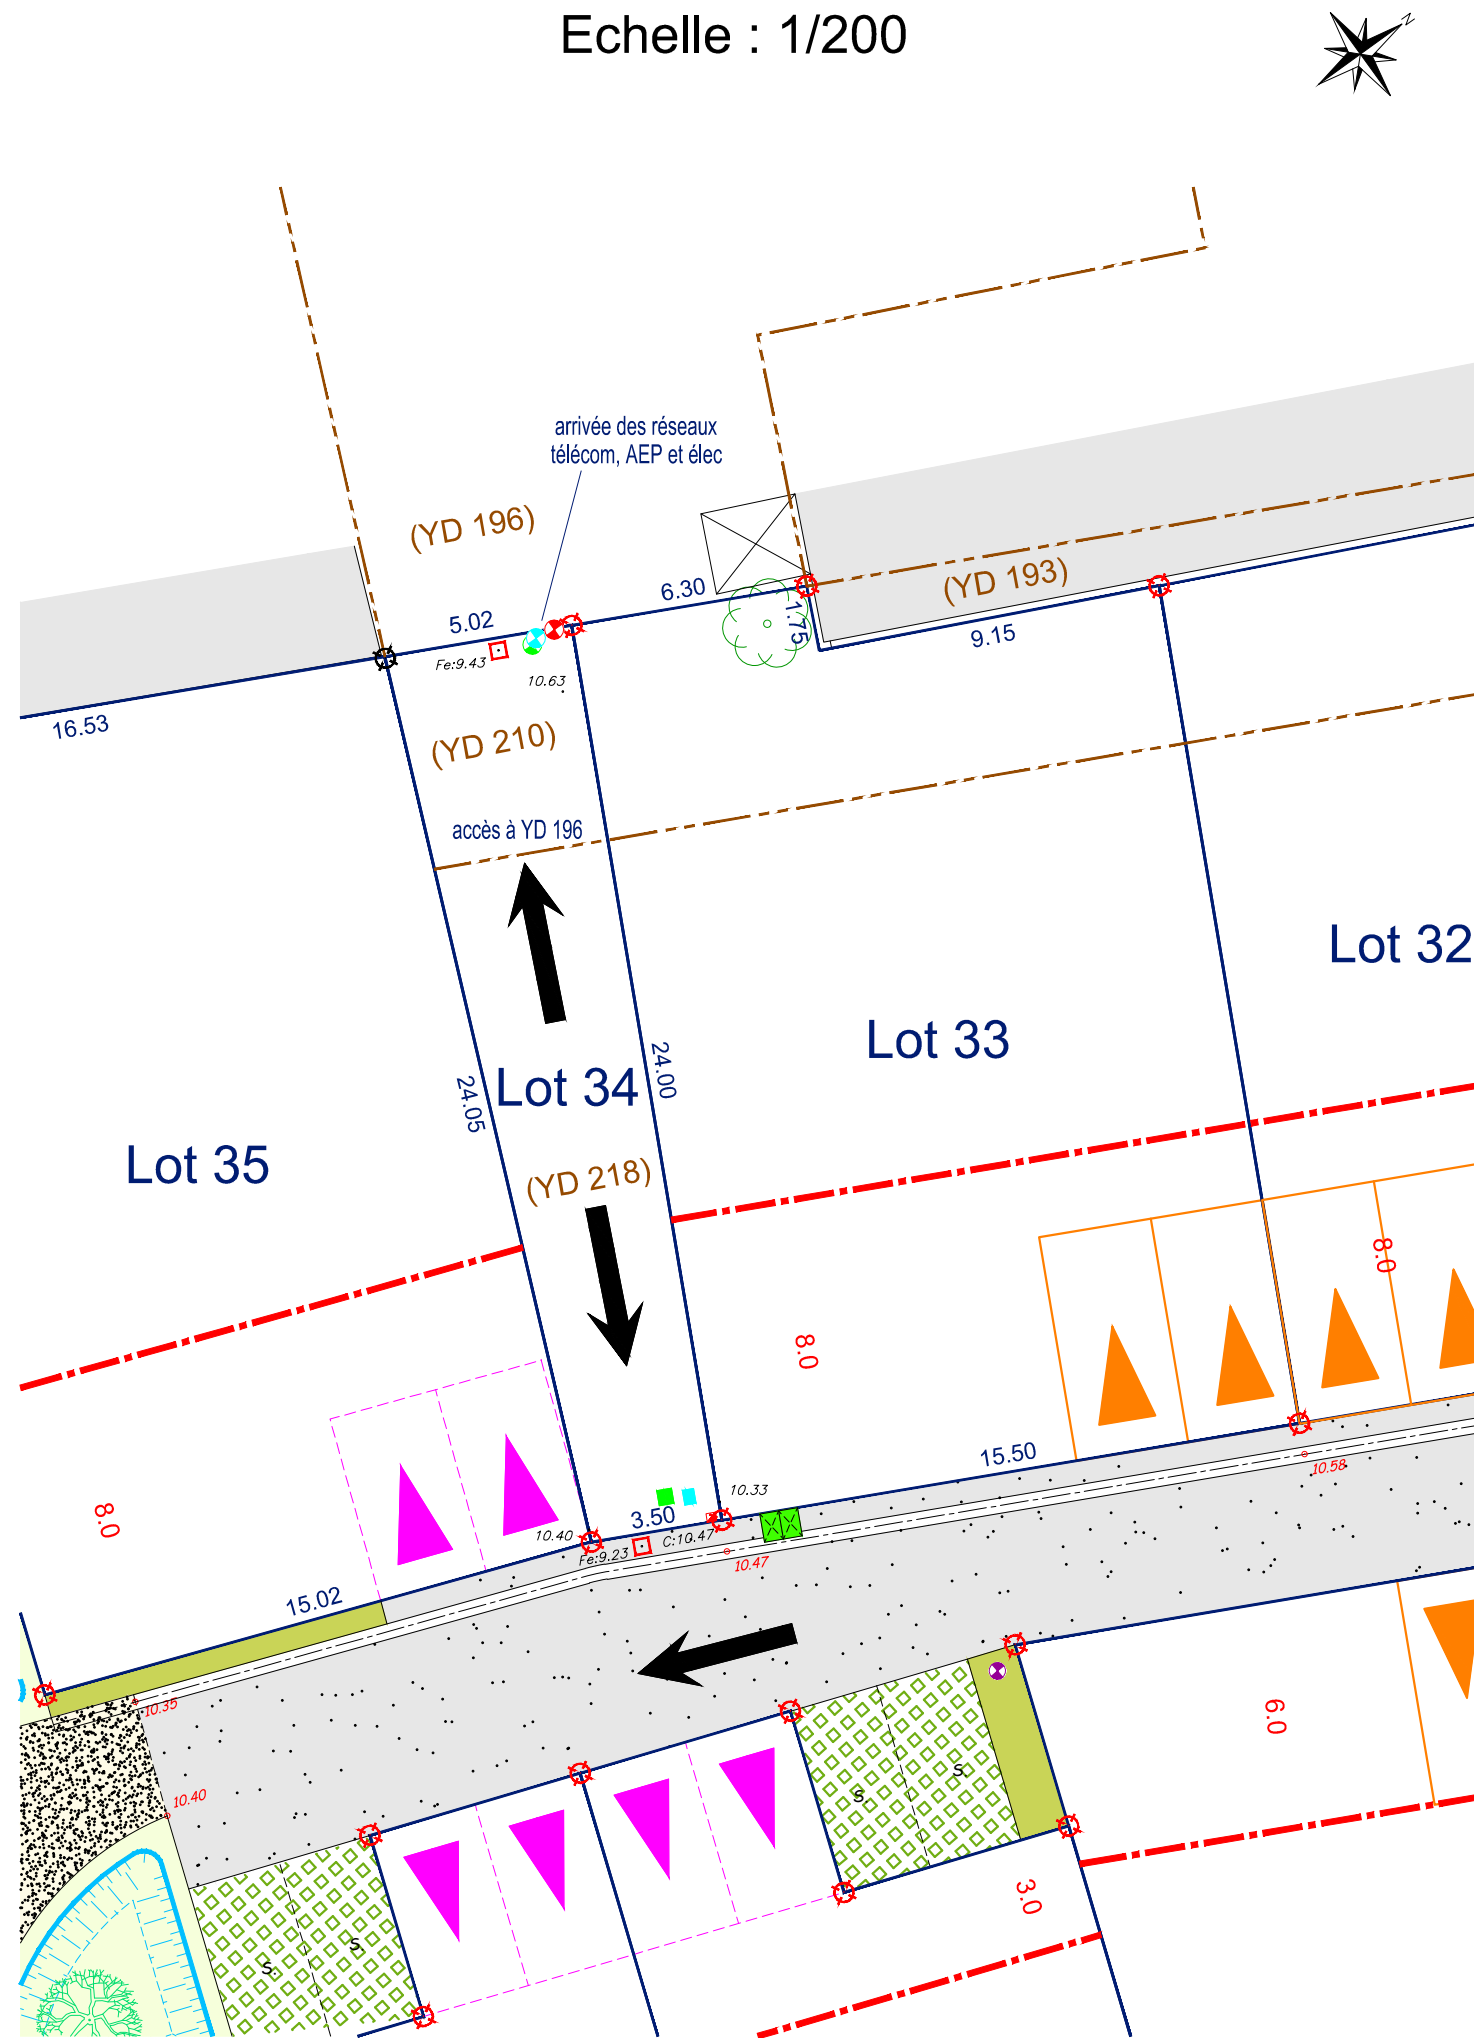 Echelle : 1/200
N
arrivée des réseaux
télécom, AEP et élec
(YD 196)
6.30
(YD 193)
5.02
1.75
9.15
Fe:9.43
10.63
16.53
(YD 210)
accès à YD 196
Lot 32
Lot 33
24.00
Lot 34
24.05
Lot 35
(YD 218)
8.0
8.0
15.50
10.58
10.33
8.0
3.50
10.40
C:10.47
Fe:9.23
10.47
15.02
10.35
6.0
s.
s.
10.40
3.0
s.
s.